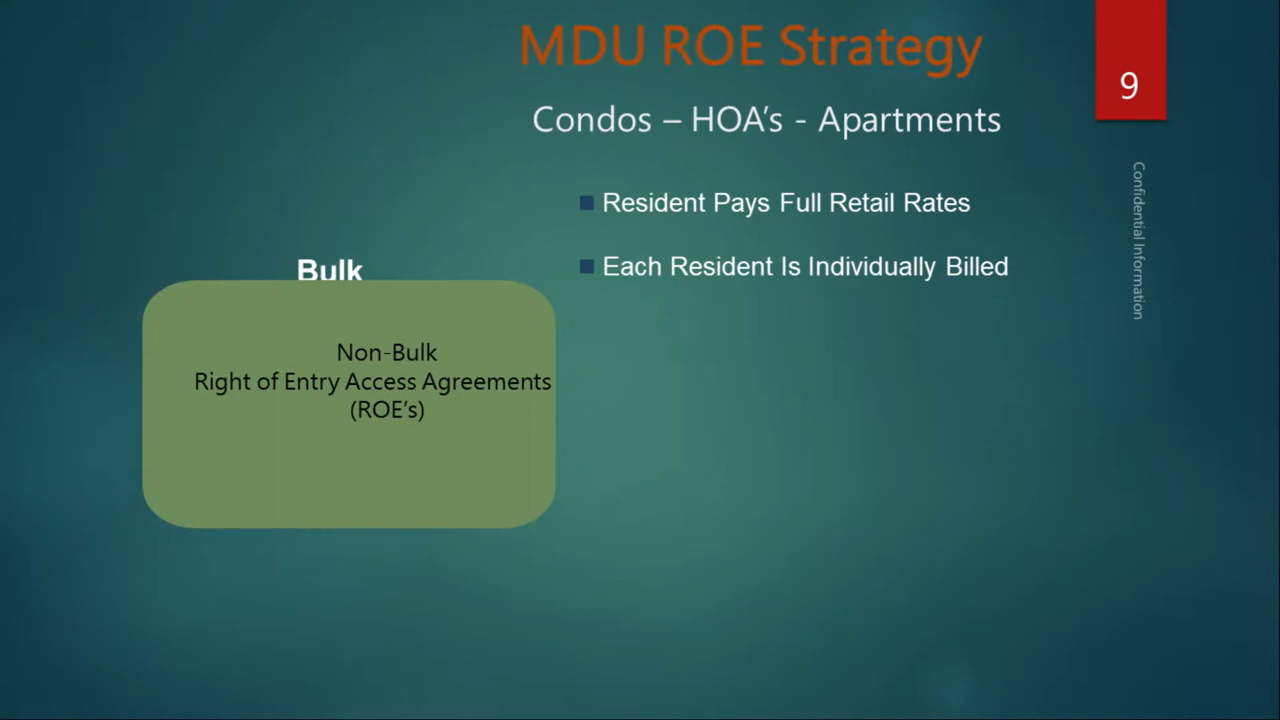 MDU ROE Strategy
9
Condos – HOA's - Apartments
Confidential Information
Resident Pays Full Retail Rates
Each Resident Is Individually Billed
Bulk
Non-Bulk
Right of Entry Access Agreements
(ROE's)